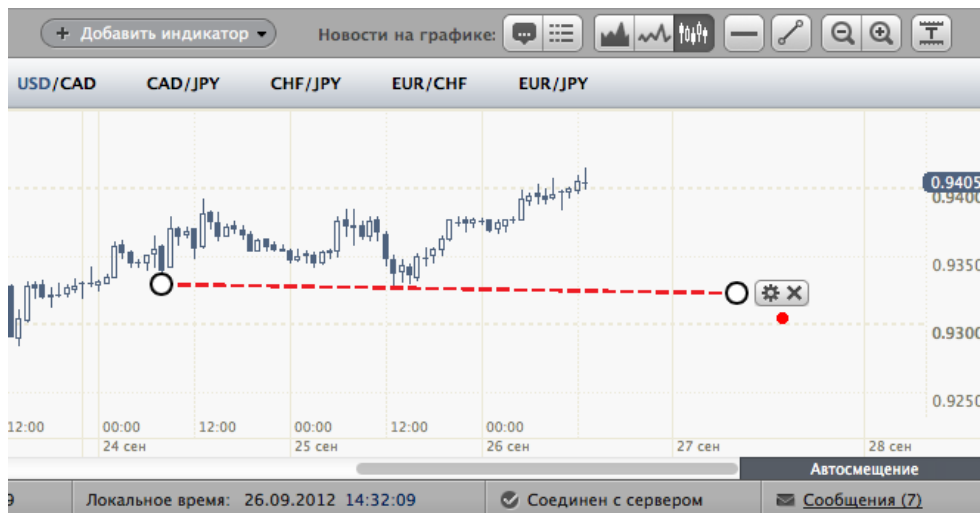 + Добавить индикатор
Новости на графике:
USD/CAD CAD/JPY CHF/JPY EUR/CHF EUR/JPY
0.9405
0.9400
0.9350
0.9300
0.9250
12:00 00:00 12:00 00:00 12:00 00:00
24 сен 25 сен 26 сен 27 сен 28 сен
Автосмещение
9 Локальное время: 26.09.2012 14:32:09 Соединен с сервером Сообщения (7)